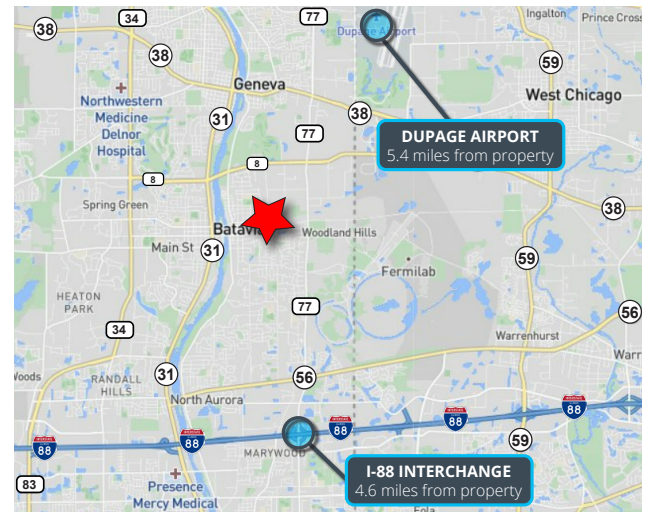 34
77
Ingalton
Prince Cross
38
Dupage Airport
38
59
Geneva
West Chicago
Northwestern
Medicine
Delnor
Hospital
31
38
77
DUPAGE AIRPORT
5.4 miles from property
8
8
Spring Green
38
Batavia
Woodland Hills
Main St
31
59
Fermilab
HEATON
PARK
77
56
34
Warrenhurst
Warr
Woods
RANDALL
HILLS
31
56
North Aurora
88
88
88
88
88
59
MARYWOOD
I-88 INTERCHANGE
4.6 miles from property
83
Presence
Mercy Medical
Eola